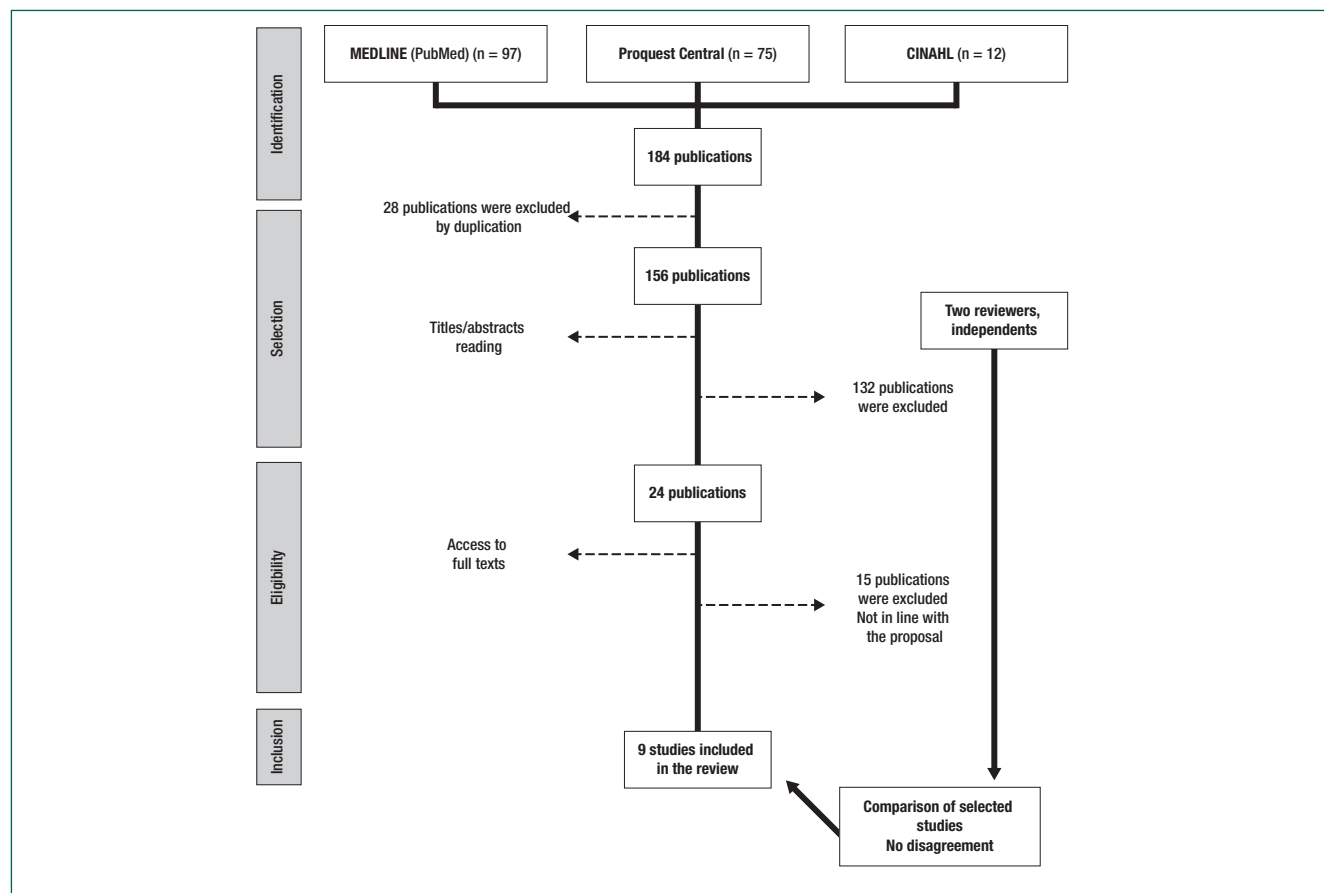 MEDLINE (PubMed) (n = 97)
Proquest Central (n = 75)
CINAHL (n = 12)
Identification
184 publications
28 publications were excluded
by duplication
Selection
156 publications
Two reviewers,
independents
Titles/abstracts
reading
132 publications
were excluded
Eligibility
24 publications
Access to
full texts
15 publications
were excluded
Not in line with
the proposal
Inclusion
9 studies included
in the review
Comparison of selected
studies
No disagreement